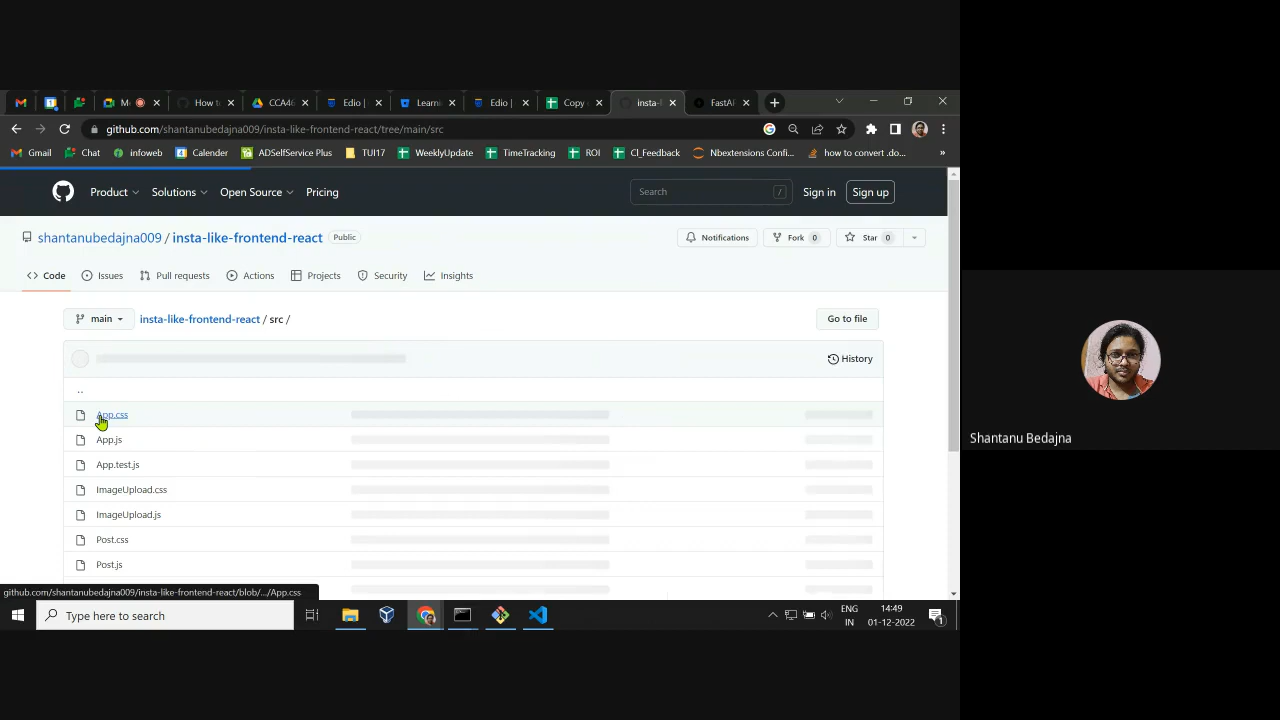 M
How t
CCA4
Edio |
Learni
Edio |
Copy
insta-l
FastAP
github.com/shantanubedajna009/insta-like-frontend-react/tree/main/src
Gmail
Chat
infoweb
Calender
ADSelfService Plus
TUI17
WeeklyUpdate
TimeTracking
ROI
CI_Feedback
Nbextensions Confi...
how to convert .do...
»
Product
Solutions
Open Source
Pricing
Search
/
Sign in
Sign up
shantanubedajna009 / insta-like-frontend-react Public
Notifications
Fork 0
Star 0
Code
Issues
Pull requests
Actions
Projects
Security
Insights
main
insta-like-frontend-react / src /
Go to file
History
..
App.css
App.js
App.test.js
ImageUpload.css
ImageUpload.js
Post.css
Post.js
github.com/shantanubedajna009/insta-like-frontend-react/blob/.../App.css
Type here to search
ENG
IN
14:49
01-12-2022
1
Shantanu Bedajna